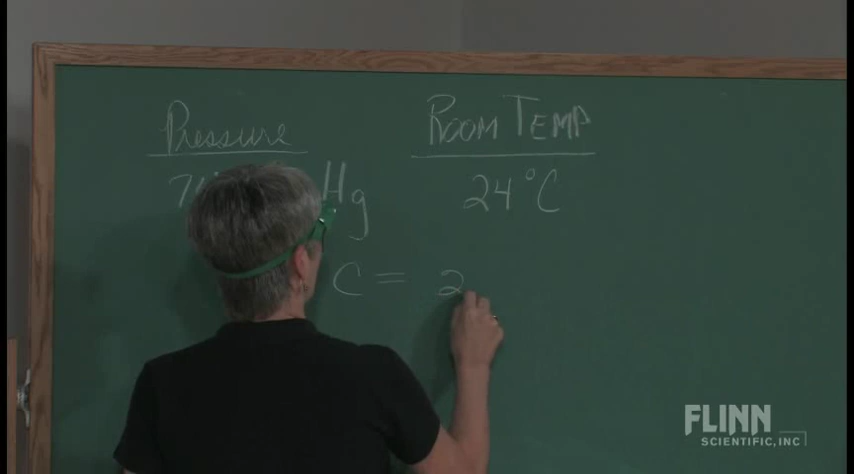 Pressure
ROOM TEMP
Hg
24°C
C = 2
FLINN
SCIENTIFIC, INC